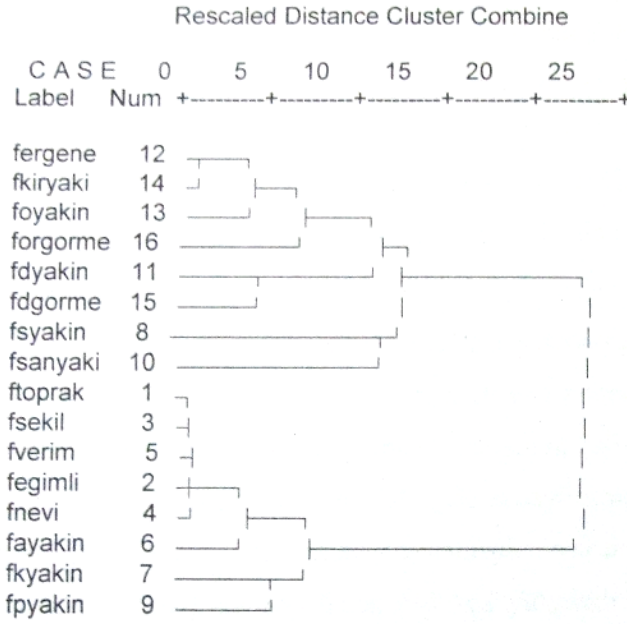 Rescaled Distance Cluster Combine
C A S E 0 5 10 15 20 25
Label Num +---------+---------+---------+---------+---------+
fergene 12
fkiryaki 14
foyakin 13
forgorme 16
fdyakin 11
fdgorme 15
fsyakin 8
fsanyaki 10
ftoprak 1
fsekil 3
fverim 5
fegimli 2
fnevi 4
fayakin 6
fkyakin 7
fpyakin 9